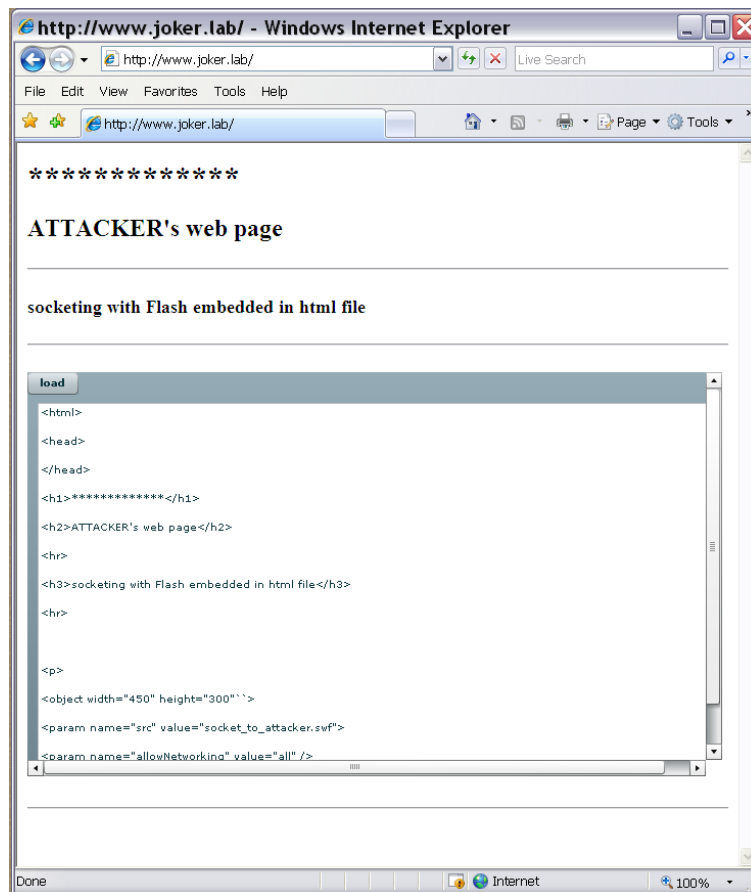 http://www.joker.lab/ - Windows Internet Explorer
http://www.joker.lab/
Live Search
File Edit View Favorites Tools Help
http://www.joker.lab/
Page Tools »
*************
ATTACKER's web page
socketing with Flash embedded in html file
load
<html>
<head>
</head>
<h1>*************</h1>
<h2>ATTACKER's web page</h2>
<hr>
<h3>socketing with Flash embedded in html file</h3>
<hr>
<p>
<object width="450" height="300"``>
<param name="src" value="socket_to_attacker.swf">
<param name="allowNetworking" value="all" />
Done Internet 100%